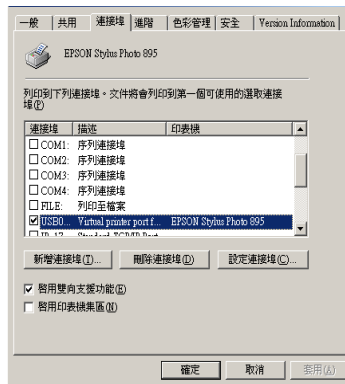 一般 共用 連接埠 進階 色彩管理 安全 Version Information
EPSON Stylus Photo 895
列印到下列連接埠。文件將會列印到第一個可使用的選取連接
埠(P)
連接埠 描述 印表機
COM1: 序列連接埠
COM2: 序列連接埠
COM3: 序列連接埠
COM4: 序列連接埠
FILE: 列印至檔案
USB0... Virtual printer port f... EPSON Stylus Photo 895
新增連接埠(T)... 刪除連接埠(D) 設定連接埠(C)...
啟用雙向支援功能(E)
啟用印表機集區(N)
確定 取消 套用(A)